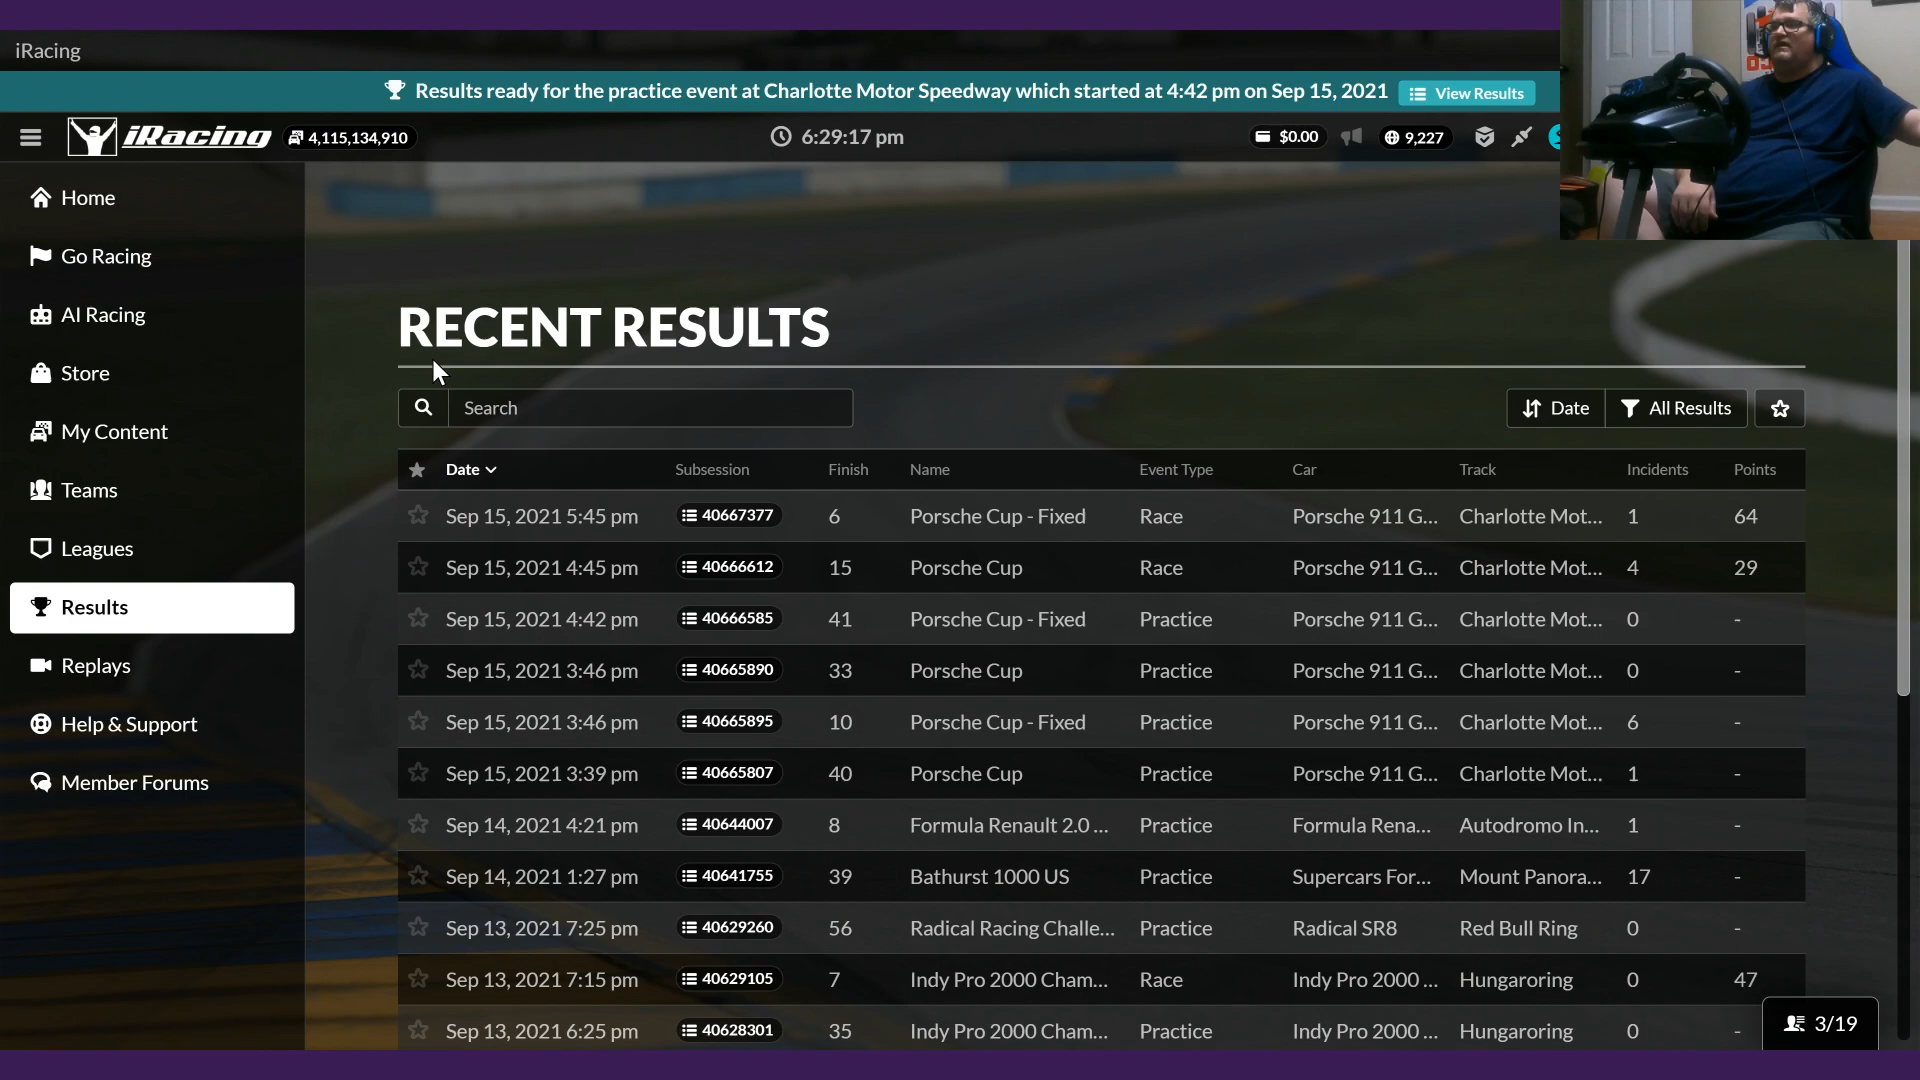 iRacing
Results ready for the practice event at Charlotte Motor Speedway which started at 4:42 pm on Sep 15, 2021 View Results
iRacing 4,115,134,910 6:29:17 pm $0.00 9,227
Home
Go Racing
AI Racing
Store
My Content
Teams
Leagues
Results
Replays
Help & Support
Member Forums
RECENT RESULTS
Search Date All Results
Date Subsession Finish Name Event Type Car Track Incidents Points
Sep 15, 2021 5:45 pm 40667377 6 Porsche Cup - Fixed Race Porsche 911 G... Charlotte Mot... 1 64
Sep 15, 2021 4:45 pm 40666612 15 Porsche Cup Race Porsche 911 G... Charlotte Mot... 4 29
Sep 15, 2021 4:42 pm 40666585 41 Porsche Cup - Fixed Practice Porsche 911 G... Charlotte Mot... 0 -
Sep 15, 2021 3:46 pm 40665890 33 Porsche Cup Practice Porsche 911 G... Charlotte Mot... 0 -
Sep 15, 2021 3:46 pm 40665895 10 Porsche Cup - Fixed Practice Porsche 911 G... Charlotte Mot... 6 -
Sep 15, 2021 3:39 pm 40665807 40 Porsche Cup Practice Porsche 911 G... Charlotte Mot... 1 -
Sep 14, 2021 4:21 pm 40644007 8 Formula Renault 2.0 ... Practice Formula Rena... Autodromo In... 1 -
Sep 14, 2021 1:27 pm 40641755 39 Bathurst 1000 US Practice Supercars For... Mount Panora... 17 -
Sep 13, 2021 7:25 pm 40629260 56 Radical Racing Challe... Practice Radical SR8 Red Bull Ring 0 -
Sep 13, 2021 7:15 pm 40629105 7 Indy Pro 2000 Cham... Race Indy Pro 2000 ... Hungaroring 0 47
Sep 13, 2021 6:25 pm 40628301 35 Indy Pro 2000 Cham... Practice Indy Pro 2000 ... Hungaroring 0 -
3/19